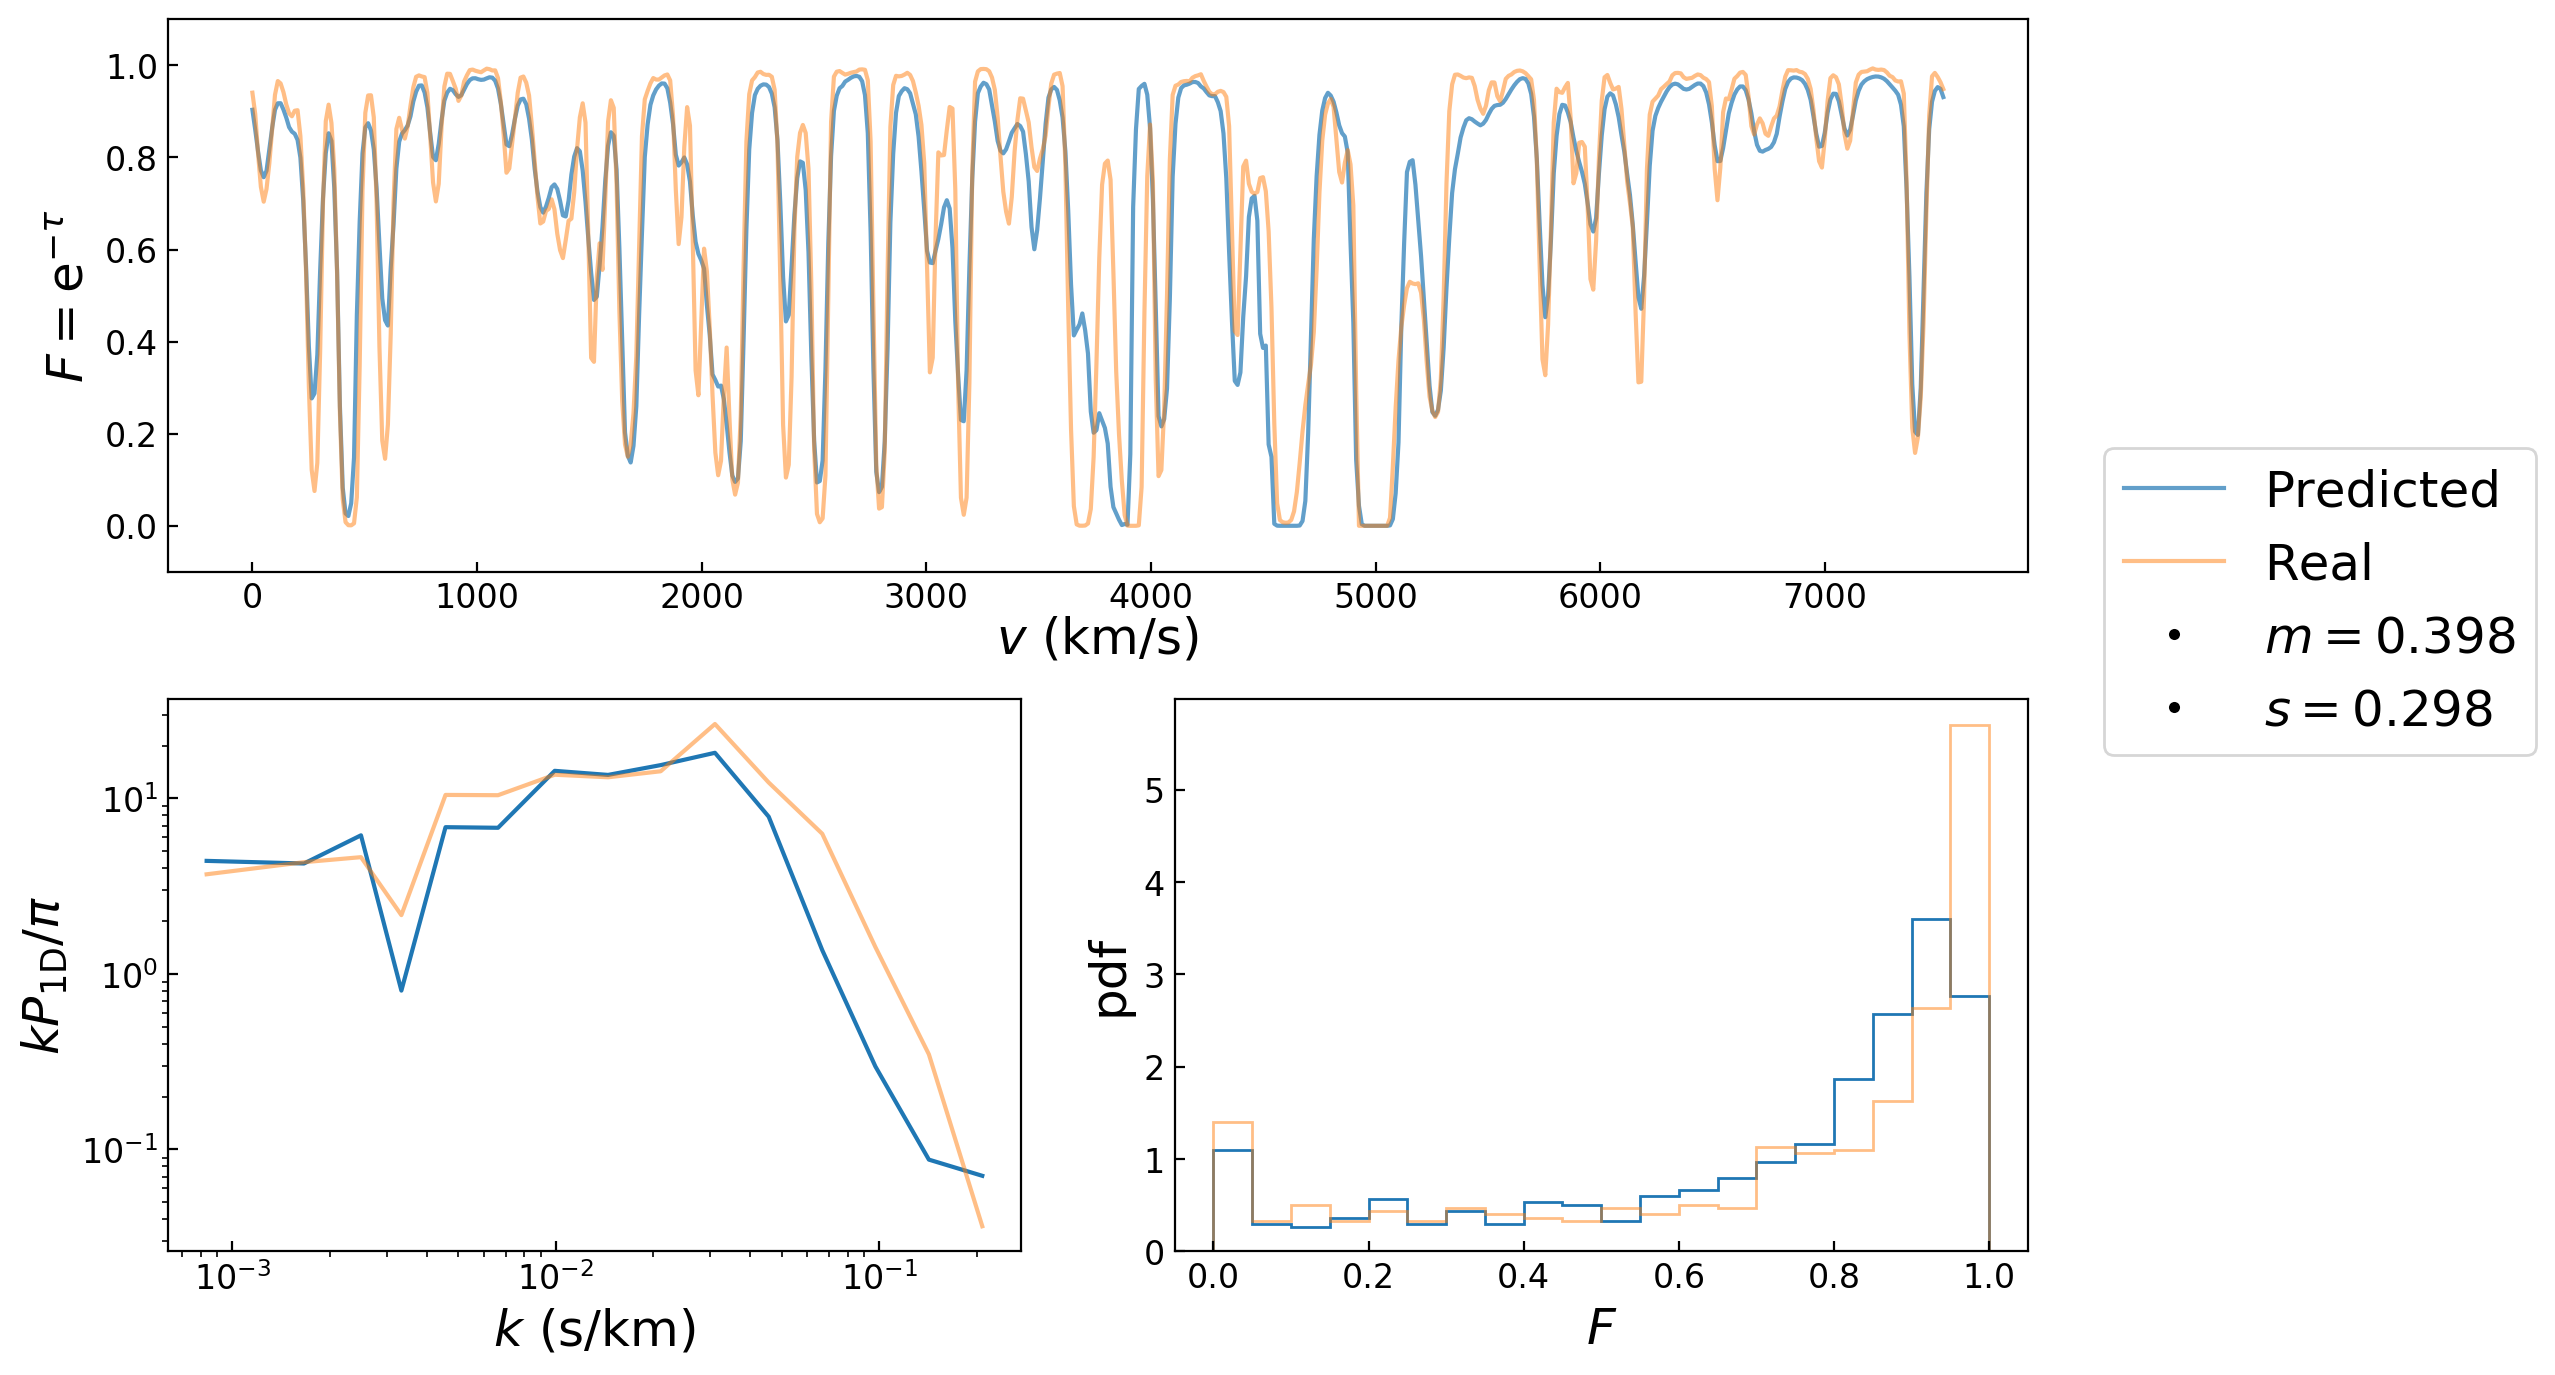 F = e^{-τ}
1.0
0.8
0.6
0.4
0.2
0.0
0 1000 2000 3000 4000 5000 6000 7000
v (km/s)
Predicted
Real
m = 0.398
s = 0.298
kP_{1D}/π
10^1
10^0
10^{-1}
10^{-3} 10^{-2} 10^{-1}
k (s/km)
pdf
5
4
3
2
1
0
0.0 0.2 0.4 0.6 0.8 1.0
F